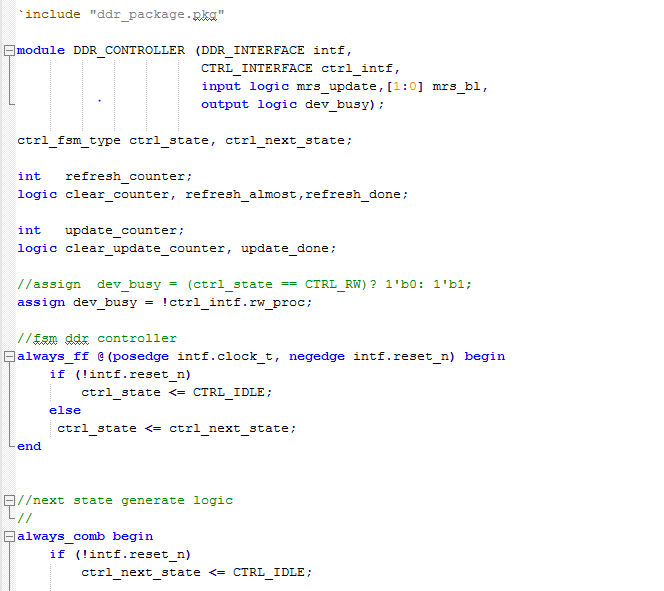 `include "ddr_package.pkg"
module DDR_CONTROLLER (DDR_INTERFACE intf,
CTRL_INTERFACE ctrl_intf,
input logic mrs_update,[1:0] mrs_bl,
output logic dev_busy);
ctrl_fsm_type ctrl_state, ctrl_next_state;
int   refresh_counter;
logic clear_counter, refresh_almost,refresh_done;
int   update_counter;
logic clear_update_counter, update_done;
//assign  dev_busy = (ctrl_state == CTRL_RW)? 1'b0: 1'b1;
assign dev_busy = !ctrl_intf.rw_proc;
//fsm ddr controller
always_ff @(posedge intf.clock_t, negedge intf.reset_n) begin
if (!intf.reset_n)
ctrl_state <= CTRL_IDLE;
else
ctrl_state <= ctrl_next_state;
end
//next state generate logic
//
always_comb begin
if (!intf.reset_n)
ctrl_next_state <= CTRL_IDLE;